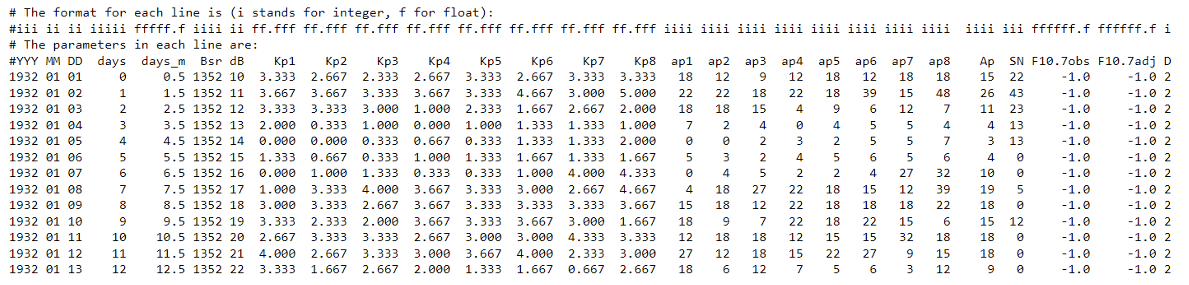 # The format for each line is (i stands for integer, f for float):
#iii ii ii iiiii fffff.f iiii ii ff.fff ff.fff ff.fff ff.fff ff.fff ff.fff ff.fff ff.fff iiii iiii iiii iiii iiii iiii iiii iiii  iiii iii ffffff.f ffffff.f i
# The parameters in each line are:
#YYY MM DD  days  days_m  Bsr dB    Kp1    Kp2    Kp3    Kp4    Kp5    Kp6    Kp7    Kp8  ap1  ap2  ap3  ap4  ap5  ap6  ap7  ap8    Ap  SN F10.7obs F10.7adj D
1932 01 01     0     0.5 1352 10  3.333  2.667  2.333  2.667  3.333  2.667  3.333  3.333   18   12    9   12   18   12   18   18    15  22     -1.0     -1.0 2
1932 01 02     1     1.5 1352 11  3.667  3.667  3.333  3.667  3.333  4.667  3.000  5.000   22   22   18   22   18   39   15   48    26  43     -1.0     -1.0 2
1932 01 03     2     2.5 1352 12  3.333  3.333  3.000  1.000  2.333  1.667  2.667  2.000   18   18   15    4    9    6   12    7    11  23     -1.0     -1.0 2
1932 01 04     3     3.5 1352 13  2.000  0.333  1.000  0.000  1.000  1.333  1.333  1.000    7    2    4    0    4    5    5    4     4  13     -1.0     -1.0 2
1932 01 05     4     4.5 1352 14  0.000  0.000  0.333  0.667  0.333  1.333  1.333  2.000    0    0    2    3    2    5    5    7     3  13     -1.0     -1.0 2
1932 01 06     5     5.5 1352 15  1.333  0.667  0.333  1.000  1.333  1.667  1.333  1.667    5    3    2    4    5    6    5    6     4   0     -1.0     -1.0 2
1932 01 07     6     6.5 1352 16  0.000  1.000  1.333  0.333  0.333  1.000  4.000  4.333    0    4    5    2    2    4   27   32    10   0     -1.0     -1.0 2
1932 01 08     7     7.5 1352 17  1.000  3.333  4.000  3.667  3.333  3.000  2.667  4.667    4   18   27   22   18   15   12   39    19   5     -1.0     -1.0 2
1932 01 09     8     8.5 1352 18  3.000  3.333  2.667  3.667  3.333  3.333  3.333  3.667   15   18   12   22   18   18   18   22    18   0     -1.0     -1.0 2
1932 01 10     9     9.5 1352 19  3.333  2.333  2.000  3.667  3.333  3.667  3.000  1.667   18    9    7   22   18   22   15    6    15  12     -1.0     -1.0 2
1932 01 11    10    10.5 1352 20  2.667  3.333  3.333  2.667  3.000  3.000  4.333  3.333   12   18   18   12   15   15   32   18    18   0     -1.0     -1.0 2
1932 01 12    11    11.5 1352 21  4.000  2.667  3.333  3.000  3.667  4.000  2.333  3.000   27   12   18   15   22   27    9   15    18   0     -1.0     -1.0 2
1932 01 13    12    12.5 1352 22  3.333  1.667  2.667  2.000  1.333  1.667  0.667  2.667   18    6   12    7    5    6    3   12     9   0     -1.0     -1.0 2